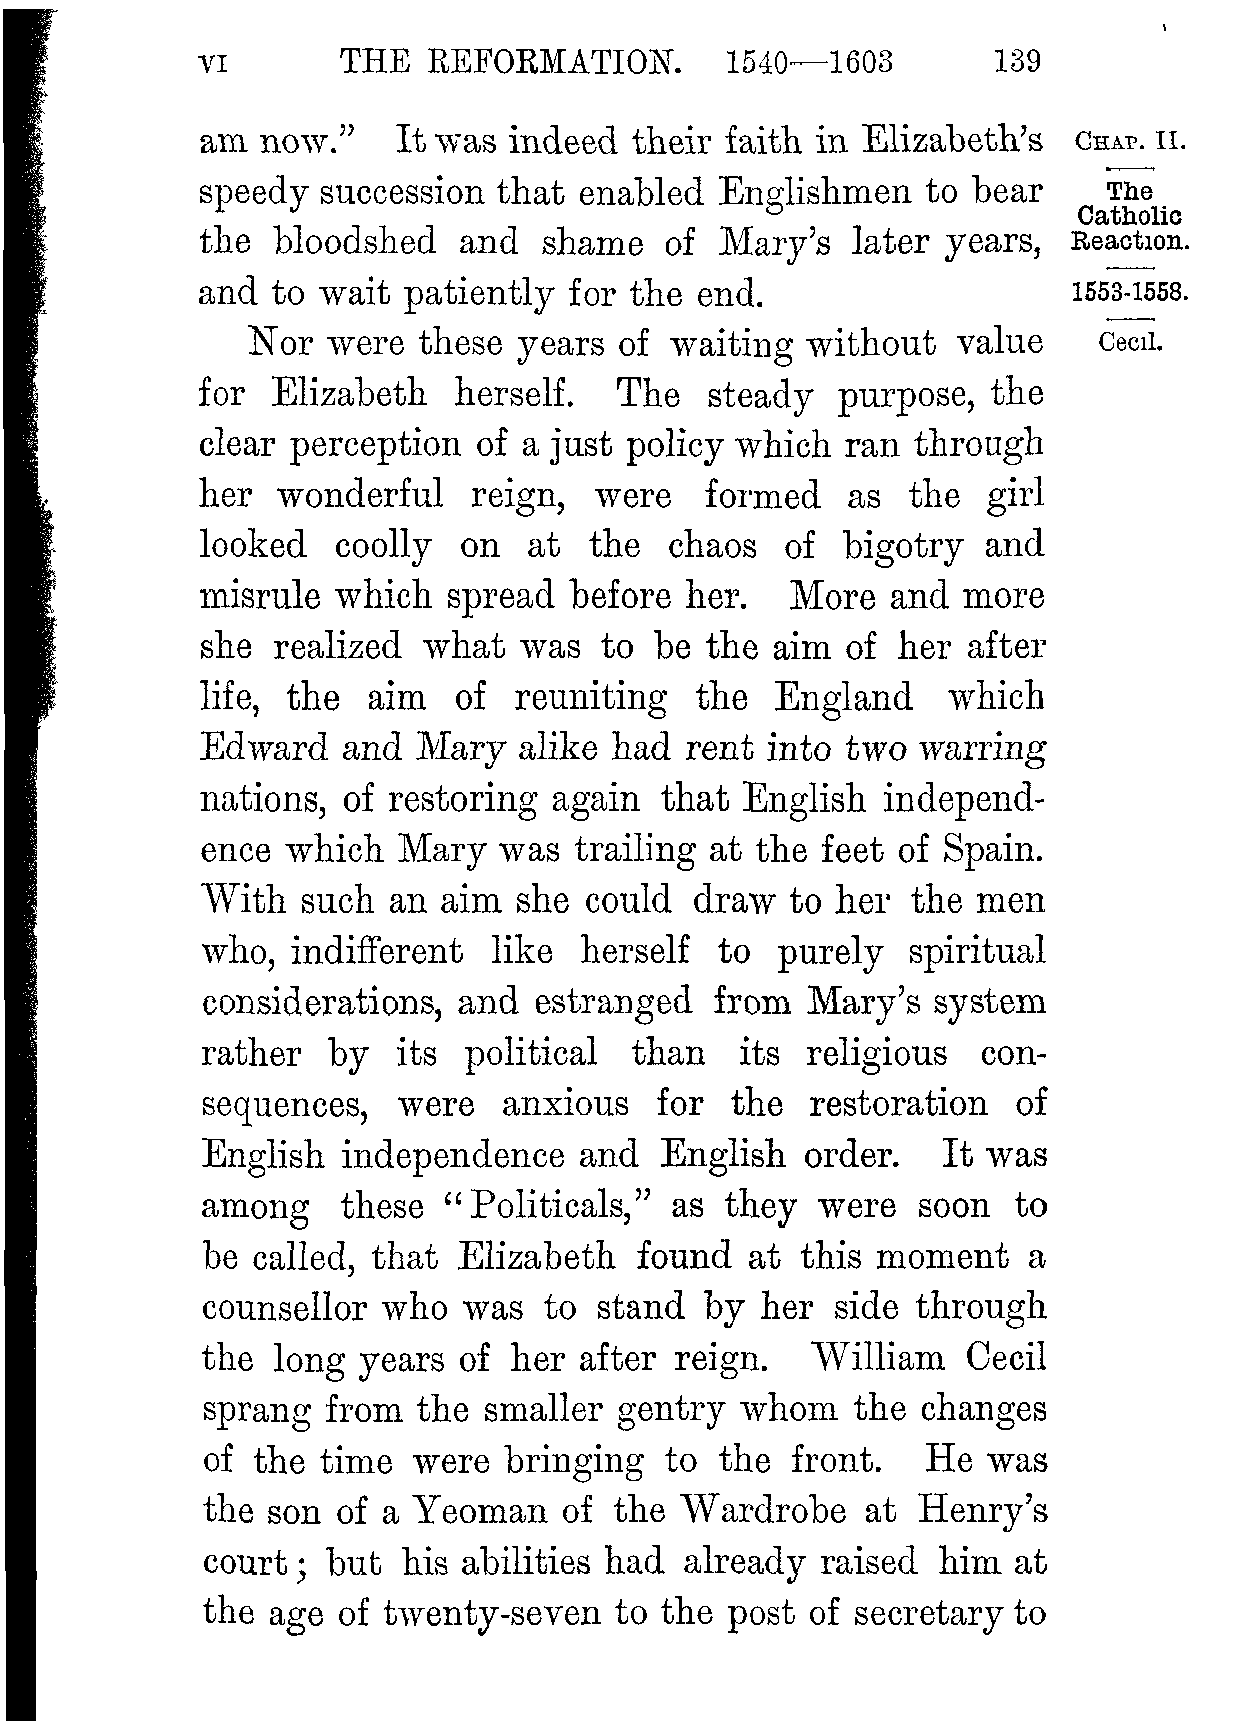 VI THE REFORMATION. 1540—1603 139
am now.” It was indeed their faith in Elizabeth’s
speedy succession that enabled Englishmen to bear
the bloodshed and shame of Mary’s later years,
and to wait patiently for the end.
Nor were these years of waiting without value
for Elizabeth herself. The steady purpose, the
clear perception of a just policy which ran through
her wonderful reign, were formed as the girl
looked coolly on at the chaos of bigotry and
misrule which spread before her. More and more
she realized what was to be the aim of her after
life, the aim of reuniting the England which
Edward and Mary alike had rent into two warring
nations, of restoring again that English independ-
ence which Mary was trailing at the feet of Spain.
With such an aim she could draw to her the men
who, indifferent like herself to purely spiritual
considerations, and estranged from Mary’s system
rather by its political than its religious con-
sequences, were anxious for the restoration of
English independence and English order. It was
among these “Politicals,” as they were soon to
be called, that Elizabeth found at this moment a
counsellor who was to stand by her side through
the long years of her after reign. William Cecil
sprang from the smaller gentry whom the changes
of the time were bringing to the front. He was
the son of a Yeoman of the Wardrobe at Henry’s
court; but his abilities had already raised him at
the age of twenty-seven to the post of secretary to
CHAP. II.
The
Catholic
Reaction.
1553-1558.
Cecil.